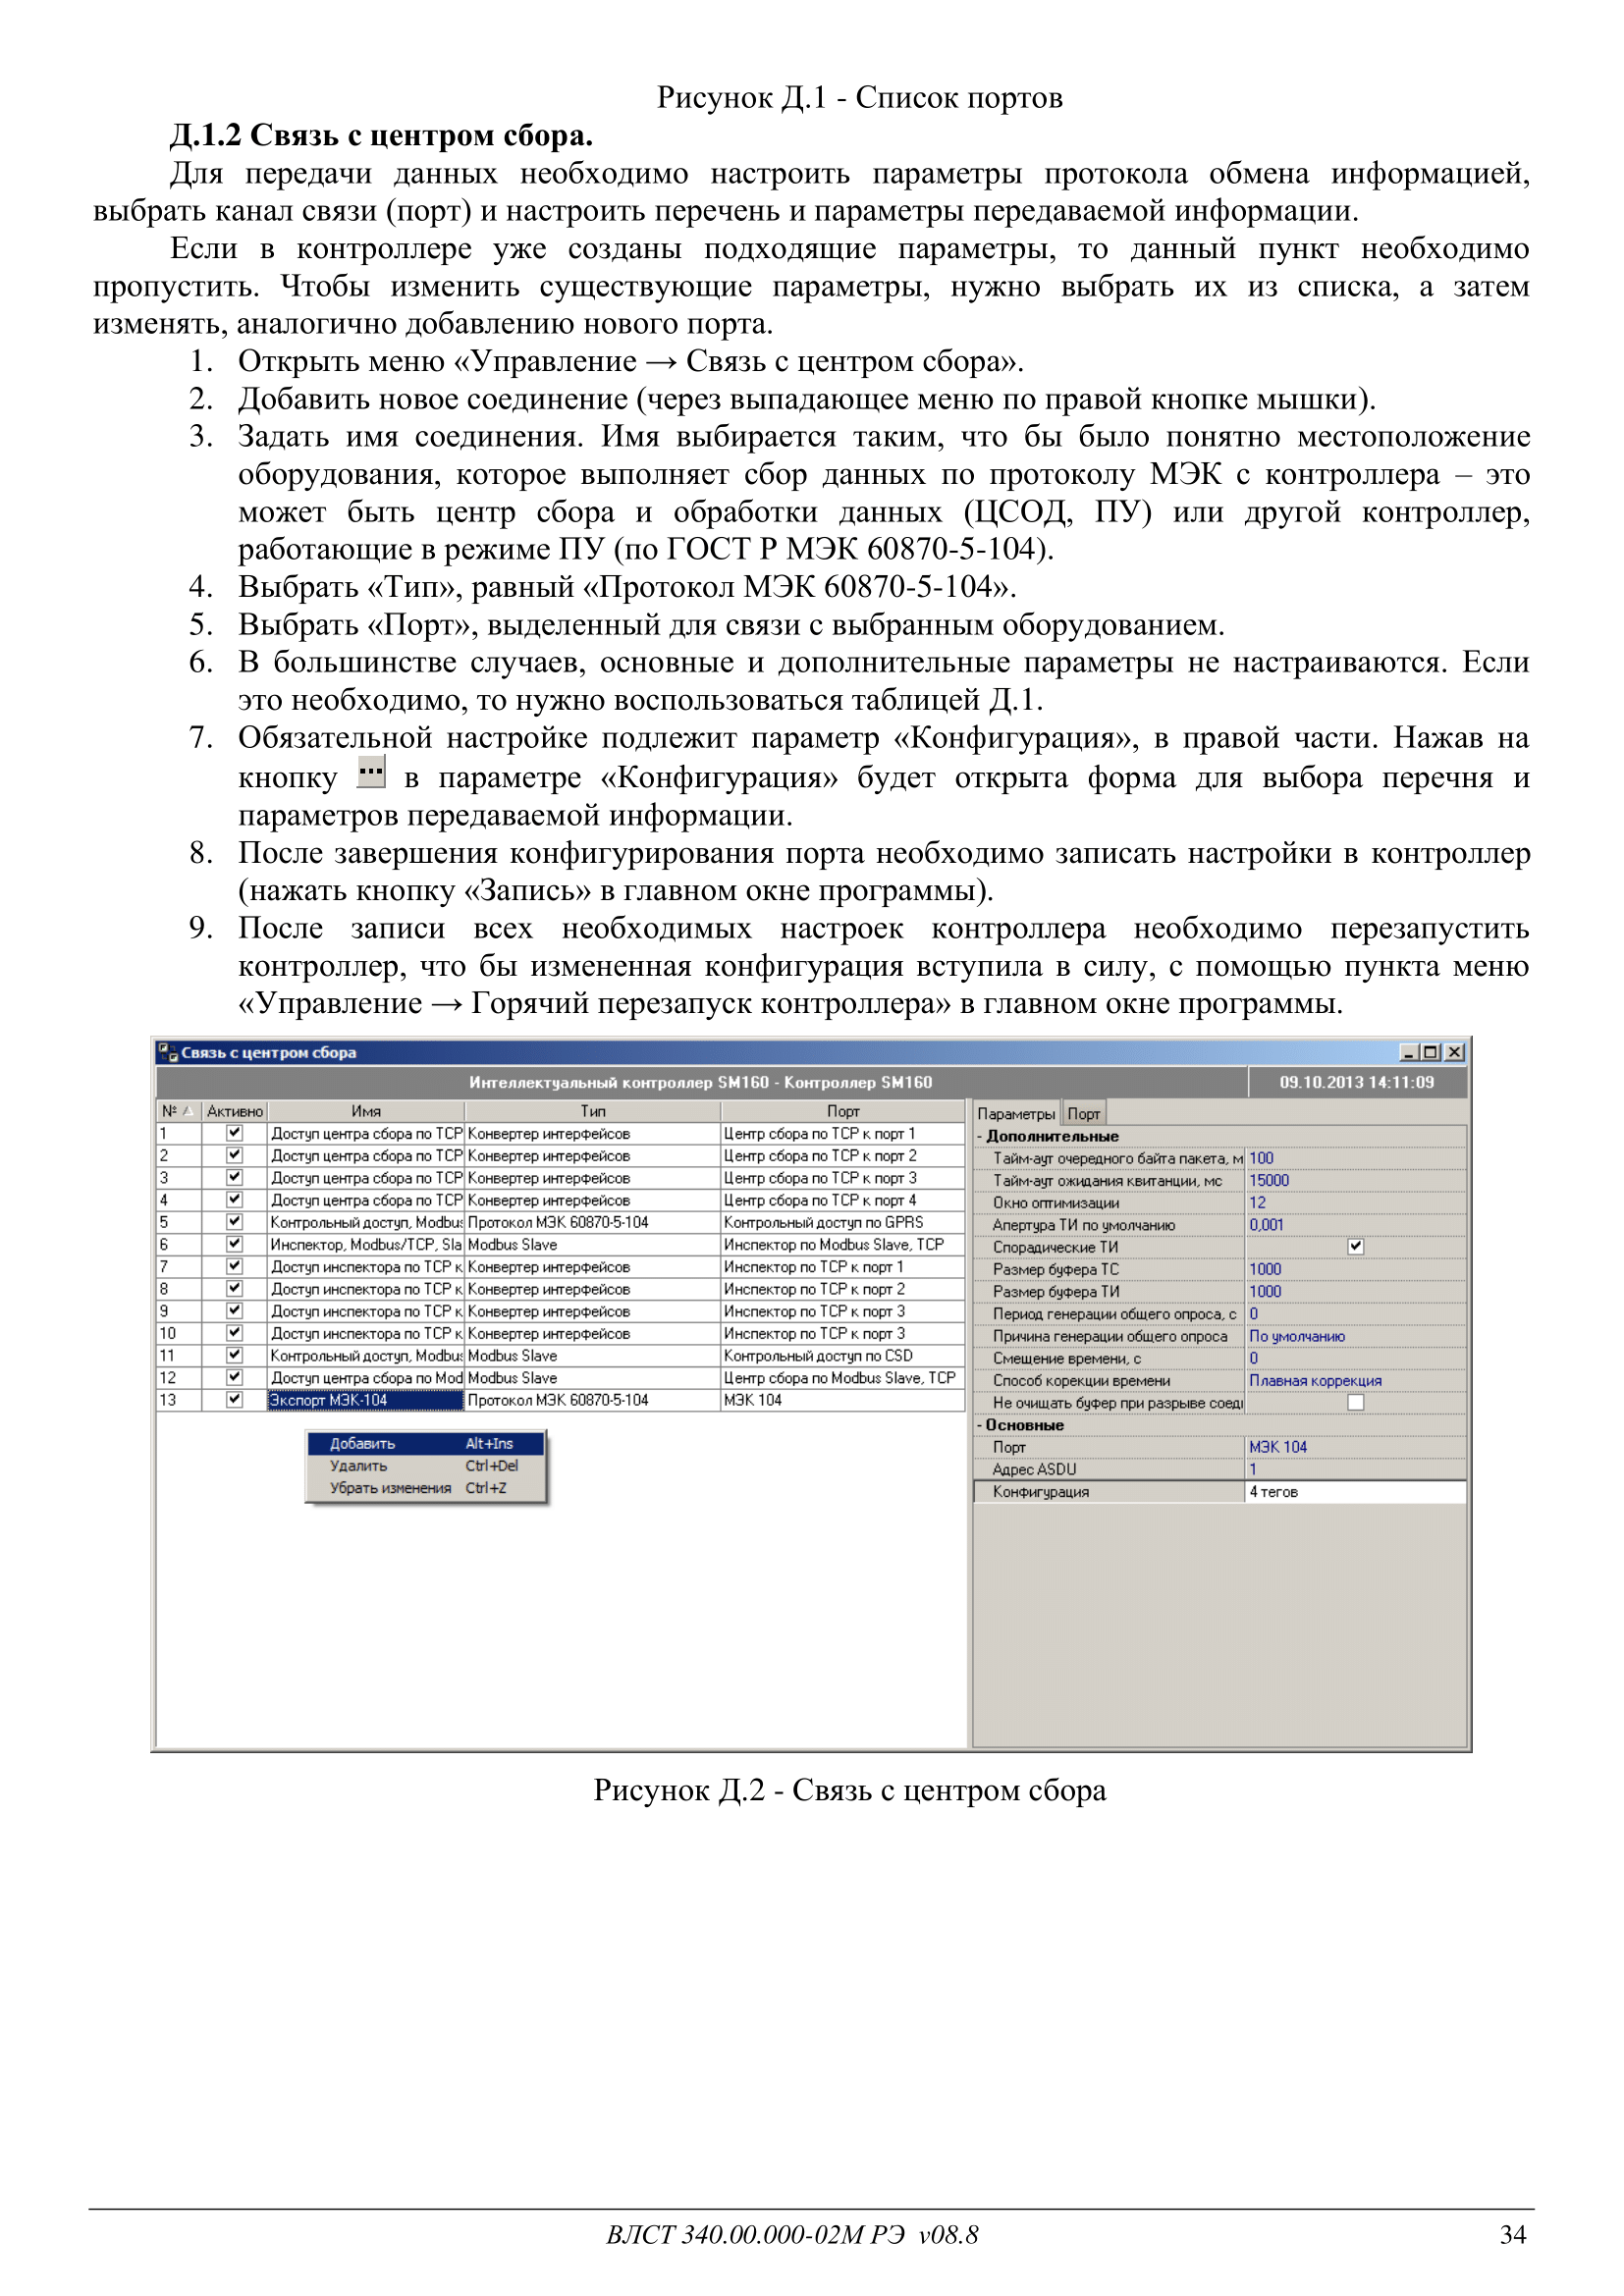 Рисунок Д.1 - Список портов
Д.1.2 Связь с центром сбора.
Для передачи данных необходимо настроить параметры протокола обмена информацией,
выбрать канал связи (порт) и настроить перечень и параметры передаваемой информации.
Если в контроллере уже созданы подходящие параметры, то данный пункт необходимо
пропустить. Чтобы изменить существующие параметры, нужно выбрать их из списка, а затем
изменять, аналогично добавлению нового порта.
1. Открыть меню «Управление → Связь с центром сбора».
2. Добавить новое соединение (через выпадающее меню по правой кнопке мышки).
3. Задать имя соединения. Имя выбирается таким, что бы было понятно местоположение
оборудования, которое выполняет сбор данных по протоколу МЭК с контроллера – это
может быть центр сбора и обработки данных (ЦСОД, ПУ) или другой контроллер,
работающие в режиме ПУ (по ГОСТ Р МЭК 60870-5-104).
4. Выбрать «Тип», равный «Протокол МЭК 60870-5-104».
5. Выбрать «Порт», выделенный для связи с выбранным оборудованием.
6. В большинстве случаев, основные и дополнительные параметры не настраиваются. Если
это необходимо, то нужно воспользоваться таблицей Д.1.
7. Обязательной настройке подлежит параметр «Конфигурация», в правой части. Нажав на
кнопку ... в параметре «Конфигурация» будет открыта форма для выбора перечня и
параметров передаваемой информации.
8. После завершения конфигурирования порта необходимо записать настройки в контроллер
(нажать кнопку «Запись» в главном окне программы).
9. После записи всех необходимых настроек контроллера необходимо перезапустить
контроллер, что бы измененная конфигурация вступила в силу, с помощью пункта меню
«Управление → Горячий перезапуск контроллера» в главном окне программы.
Связь с центром сбора
Интеллектуальный контроллер SM160 - Контроллер SM160 09.10.2013 14:11:09
№ Активно Имя Тип Порт
1 Доступ центра сбора по TCP Конвертер интерфейсов Центр сбора по TCP к порт 1
2 Доступ центра сбора по TCP Конвертер интерфейсов Центр сбора по TCP к порт 2
3 Доступ центра сбора по TCP Конвертер интерфейсов Центр сбора по TCP к порт 3
4 Доступ центра сбора по TCP Конвертер интерфейсов Центр сбора по TCP к порт 4
5 Контрольный доступ, Modbus Протокол МЭК 60870-5-104 Контрольный доступ по GPRS
6 Инспектор, Modbus/TCP, Sla Modbus Slave Инспектор по Modbus Slave, TCP
7 Доступ инспектора по TCP к Конвертер интерфейсов Инспектор по TCP к порт 1
8 Доступ инспектора по TCP к Конвертер интерфейсов Инспектор по TCP к порт 2
9 Доступ инспектора по TCP к Конвертер интерфейсов Инспектор по TCP к порт 3
10 Доступ инспектора по TCP к Конвертер интерфейсов Инспектор по TCP к порт 3
11 Контрольный доступ, Modbus Modbus Slave Контрольный доступ по CSD
12 Доступ центра сбора по Mod Modbus Slave Центр сбора по Modbus Slave, TCP
13 Экспорт МЭК-104 Протокол МЭК 60870-5-104 МЭК 104
Добавить Alt+Ins
Удалить Ctrl+Del
Убрать изменения Ctrl+Z
Параметры Порт
- Дополнительные
Тайм-аут очередного байта пакета, м 100
Тайм-аут ожидания квитанции, мс 15000
Окно оптимизации 12
Апертура ТИ по умолчанию 0,001
Спорадические ТИ
Размер буфера ТС 1000
Размер буфера ТИ 1000
Период генерации общего опроса, с 0
Причина генерации общего опроса По умолчанию
Смещение времени, с 0
Способ корекции времени Плавная коррекция
Не очищать буфер при разрыве соед
- Основные
Порт МЭК 104
Адрес ASDU 1
Конфигурация 4 тегов
Рисунок Д.2 - Связь с центром сбора
ВЛСТ 340.00.000-02М РЭ v08.8 34